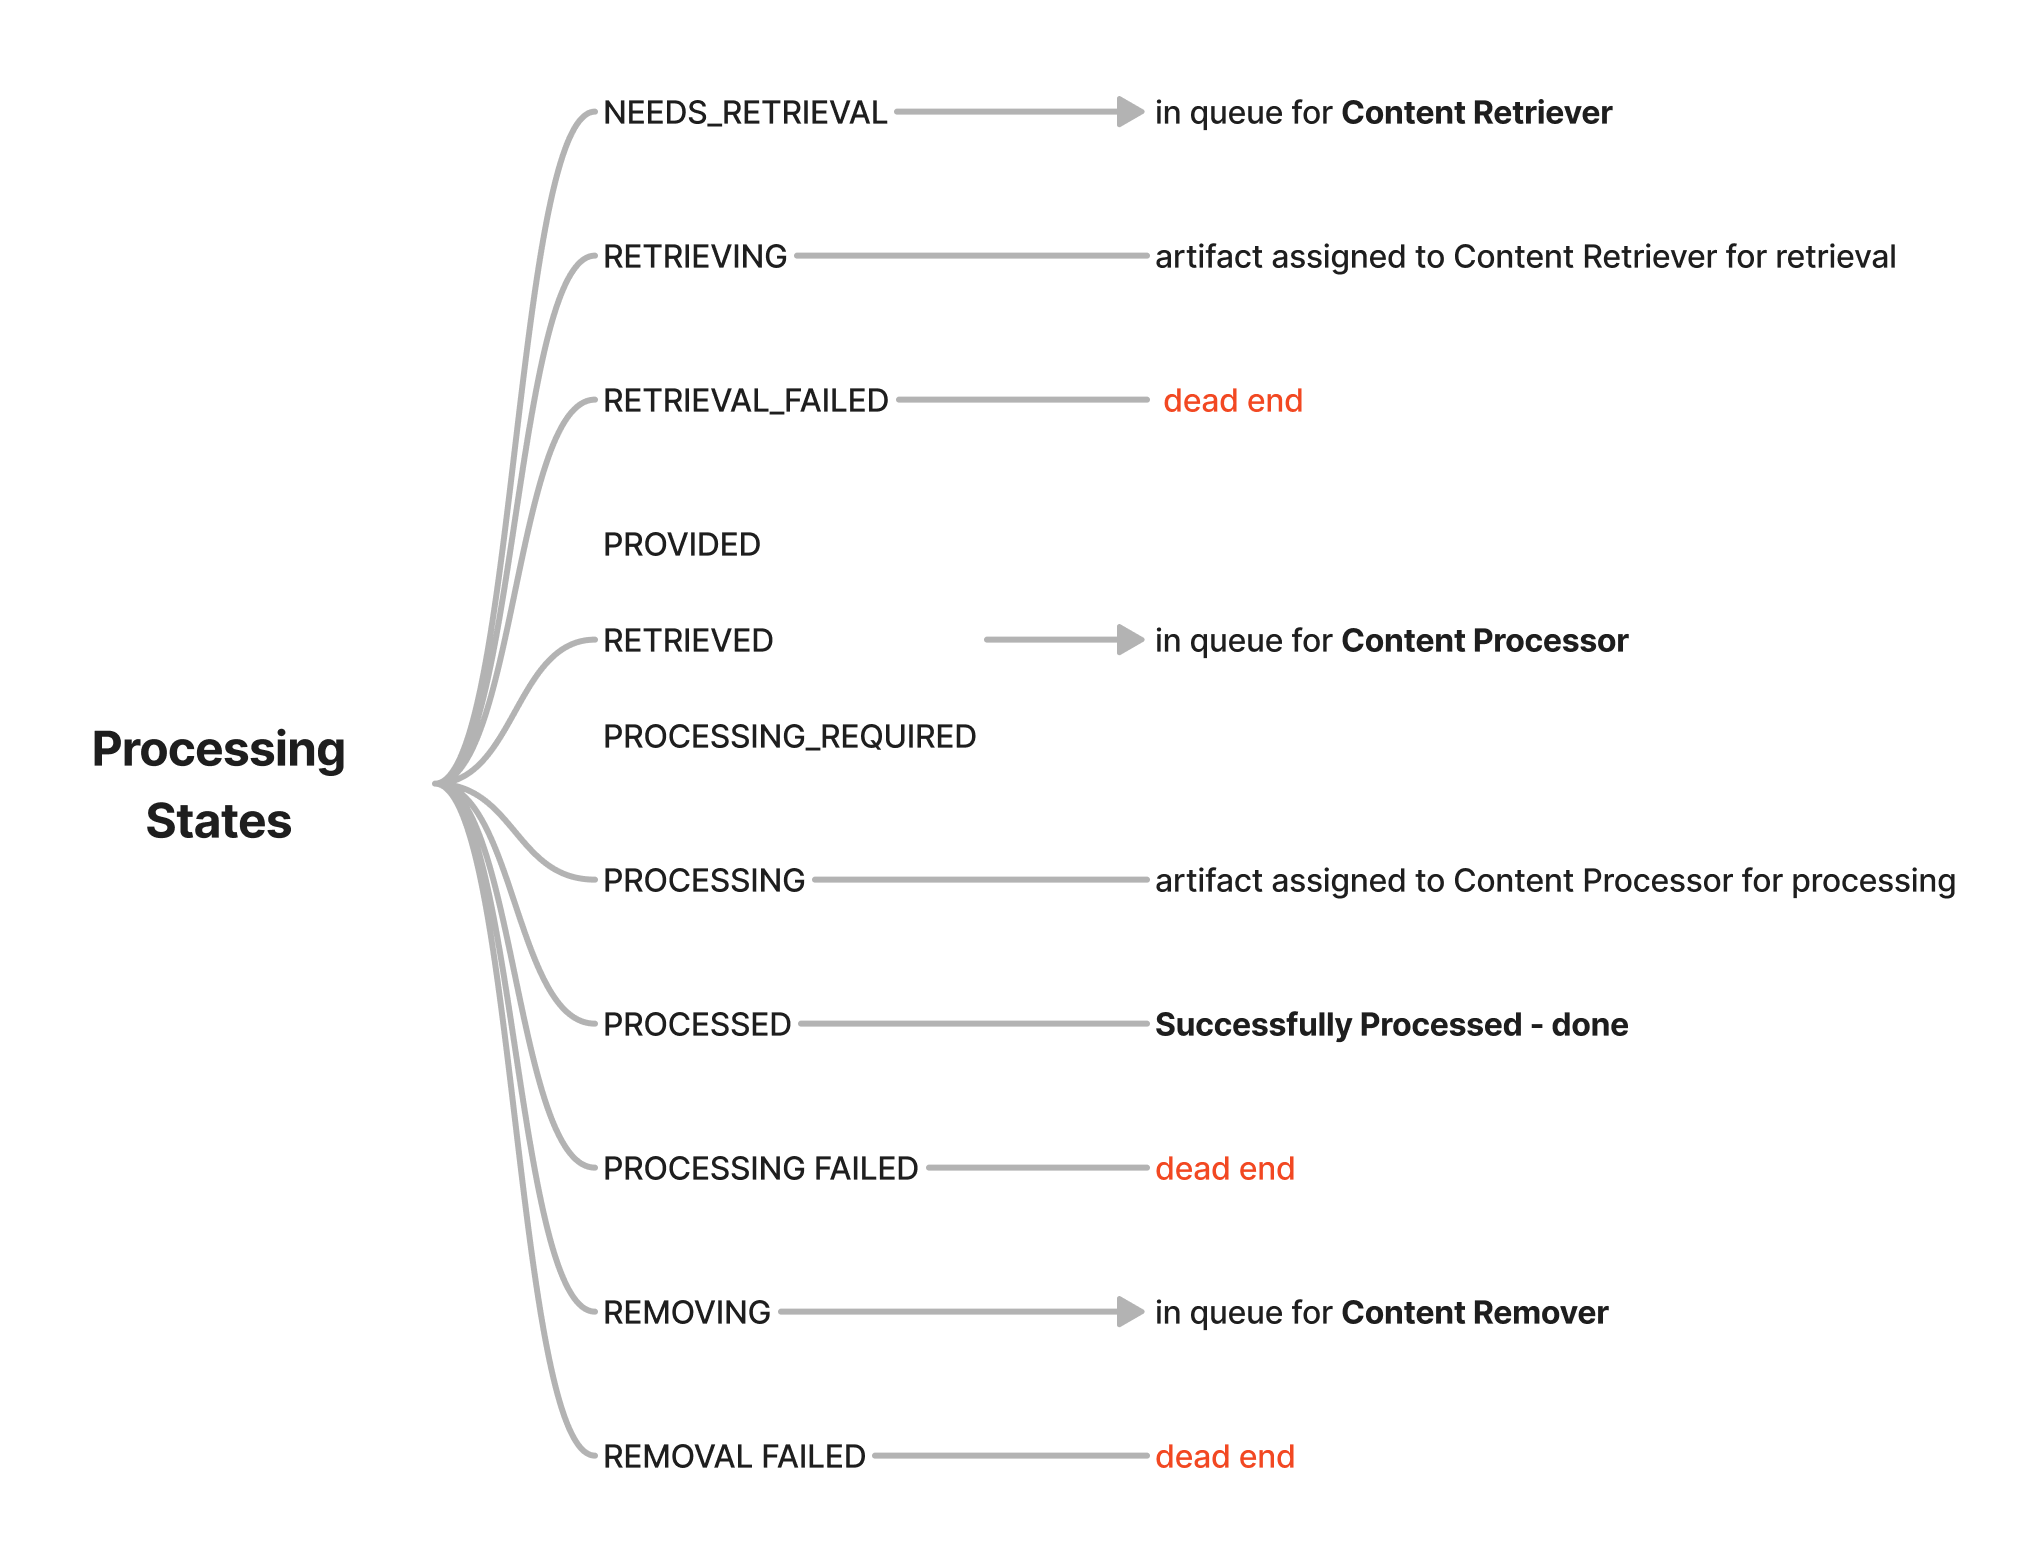 Processing
States
NEEDS_RETRIEVAL
in queue for Content Retriever
RETRIEVING
artifact assigned to Content Retriever for retrieval
RETRIEVAL_FAILED
dead end
PROVIDED
RETRIEVED
in queue for Content Processor
PROCESSING_REQUIRED
PROCESSING
artifact assigned to Content Processor for processing
PROCESSED
Successfully Processed - done
PROCESSING FAILED
dead end
REMOVING
in queue for Content Remover
REMOVAL FAILED
dead end